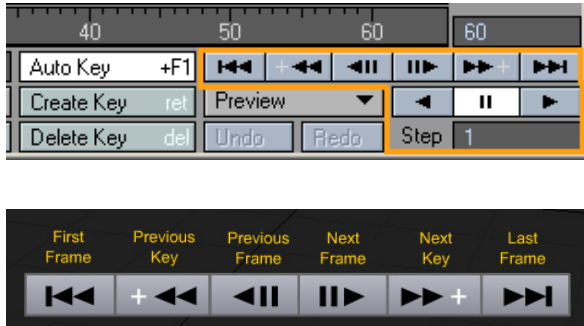 40 50 60 60
Auto Key +F1
Create Key ret Preview
Delete Key del Undo Redo Step 1
First Frame Previous Key Previous Frame Next Frame Next Key Last Frame